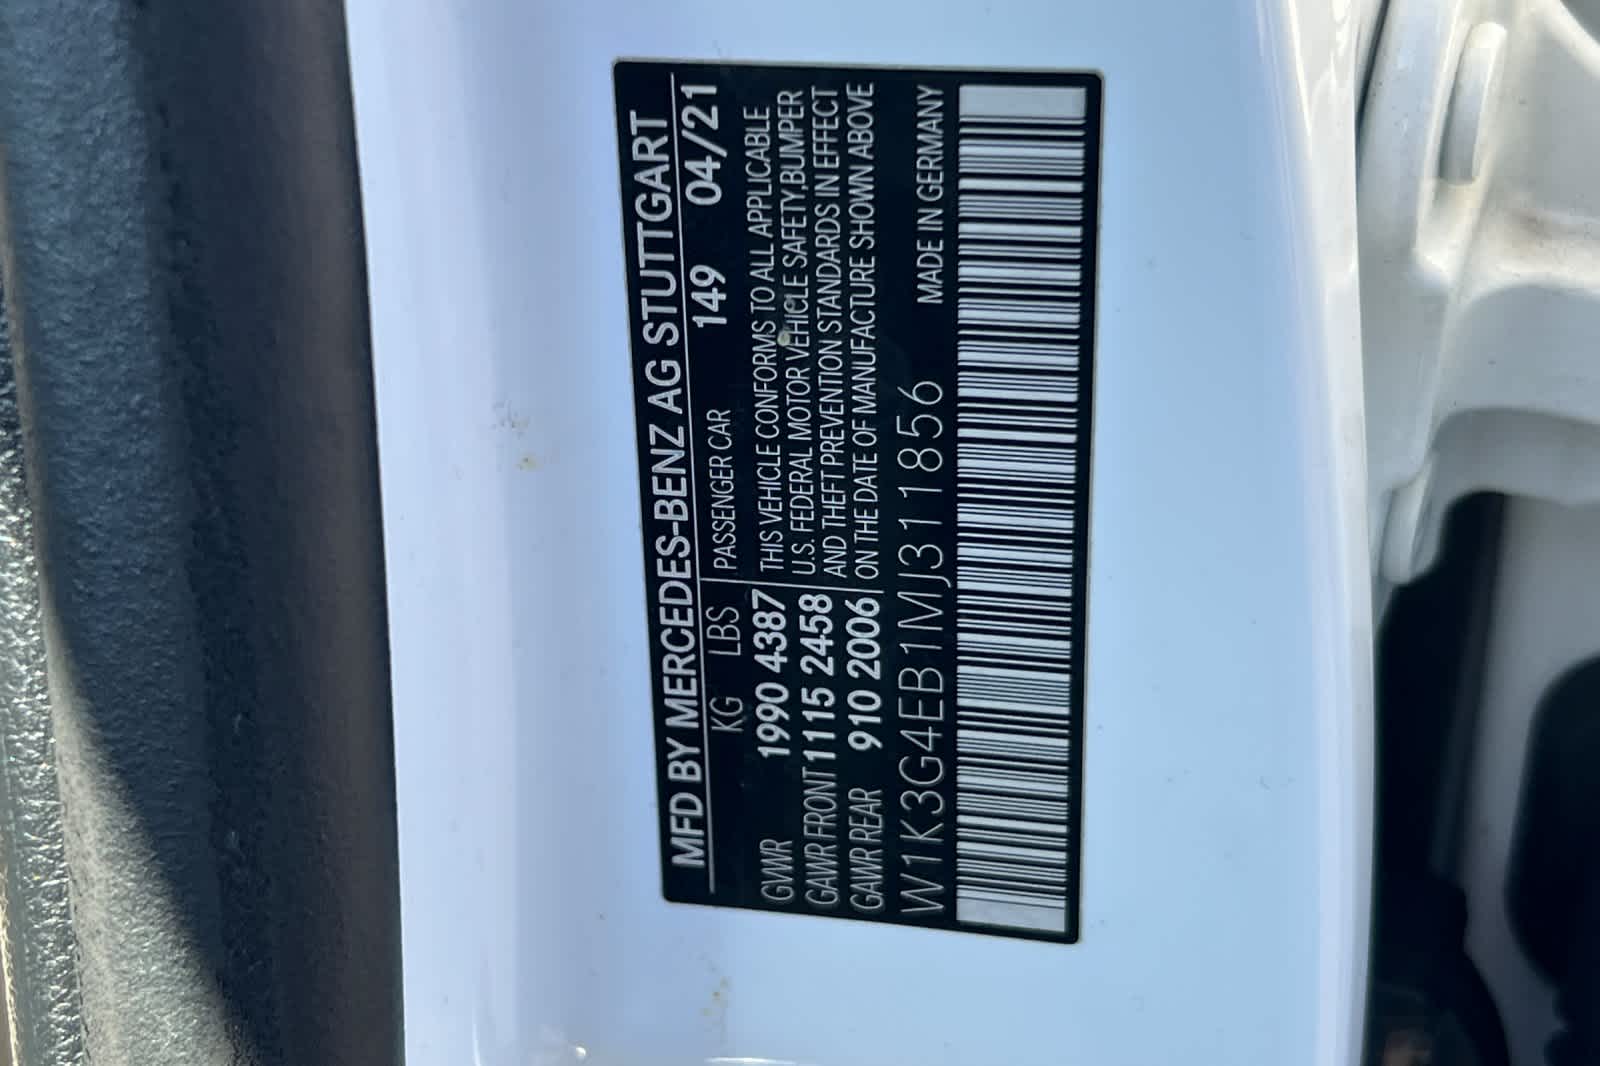 MFD BY MERCEDES-BENZ AG STUTTGART
KG LBS PASSENGER CAR 149 04/21
GVWR 1990 4387 THIS VEHICLE CONFORMS TO ALL APPLICABLE
GAWR FRONT 1115 2458 U.S. FEDERAL MOTOR VEHICLE SAFETY,BUMPER
GAWR REAR 910 2006 AND THEFT PREVENTION STANDARDS IN EFFECT
ON THE DATE OF MANUFACTURE SHOWN ABOVE
W1K3G4EB1MJ311856 MADE IN GERMANY